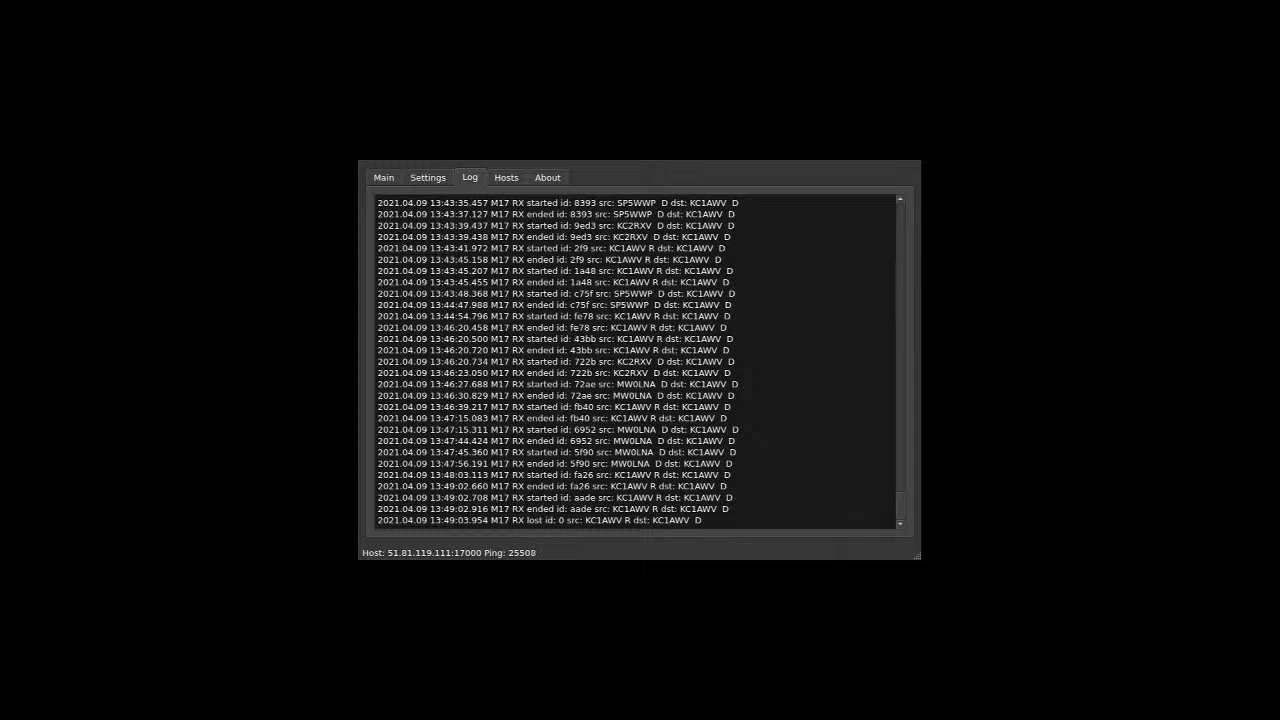 Main Settings Log Hosts About
2021.04.09 13:43:35.457 M17 RX started id: 8393 src: SP5WWP  D dst: KC1AWV  D
2021.04.09 13:43:37.127 M17 RX ended id: 8393 src: SP5WWP  D dst: KC1AWV  D
2021.04.09 13:43:39.437 M17 RX started id: 9ed3 src: KC2RXV  D dst: KC1AWV  D
2021.04.09 13:43:39.438 M17 RX ended id: 9ed3 src: KC2RXV  D dst: KC1AWV  D
2021.04.09 13:43:41.972 M17 RX started id: 2f9 src: KC1AWV R dst: KC1AWV  D
2021.04.09 13:43:45.158 M17 RX ended id: 2f9 src: KC1AWV R dst: KC1AWV  D
2021.04.09 13:43:45.207 M17 RX started id: 1a48 src: KC1AWV R dst: KC1AWV  D
2021.04.09 13:43:45.455 M17 RX ended id: 1a48 src: KC1AWV R dst: KC1AWV  D
2021.04.09 13:43:48.368 M17 RX started id: c75f src: SP5WWP  D dst: KC1AWV  D
2021.04.09 13:44:47.988 M17 RX ended id: c75f src: SP5WWP  D dst: KC1AWV  D
2021.04.09 13:44:54.796 M17 RX started id: fe78 src: KC1AWV R dst: KC1AWV  D
2021.04.09 13:46:20.458 M17 RX ended id: fe78 src: KC1AWV R dst: KC1AWV  D
2021.04.09 13:46:20.500 M17 RX started id: 43bb src: KC1AWV R dst: KC1AWV  D
2021.04.09 13:46:20.720 M17 RX ended id: 43bb src: KC1AWV R dst: KC1AWV  D
2021.04.09 13:46:20.734 M17 RX started id: 722b src: KC2RXV  D dst: KC1AWV  D
2021.04.09 13:46:23.050 M17 RX ended id: 722b src: KC2RXV  D dst: KC1AWV  D
2021.04.09 13:46:27.688 M17 RX started id: 72ae src: MW0LNA  D dst: KC1AWV  D
2021.04.09 13:46:30.829 M17 RX ended id: 72ae src: MW0LNA  D dst: KC1AWV  D
2021.04.09 13:46:39.217 M17 RX started id: fb40 src: KC1AWV R dst: KC1AWV  D
2021.04.09 13:47:15.083 M17 RX ended id: fb40 src: KC1AWV R dst: KC1AWV  D
2021.04.09 13:47:15.311 M17 RX started id: 6952 src: MW0LNA  D dst: KC1AWV  D
2021.04.09 13:47:44.424 M17 RX ended id: 6952 src: MW0LNA  D dst: KC1AWV  D
2021.04.09 13:47:45.360 M17 RX started id: 5f90 src: MW0LNA  D dst: KC1AWV  D
2021.04.09 13:47:56.191 M17 RX ended id: 5f90 src: MW0LNA  D dst: KC1AWV  D
2021.04.09 13:48:03.113 M17 RX started id: fa26 src: KC1AWV R dst: KC1AWV  D
2021.04.09 13:49:02.660 M17 RX ended id: fa26 src: KC1AWV R dst: KC1AWV  D
2021.04.09 13:49:02.708 M17 RX started id: aade src: KC1AWV R dst: KC1AWV  D
2021.04.09 13:49:02.916 M17 RX ended id: aade src: KC1AWV R dst: KC1AWV  D
2021.04.09 13:49:03.954 M17 RX lost id: 0 src: KC1AWV R dst: KC1AWV  D
Host: 51.81.119.111:17000 Ping: 25508